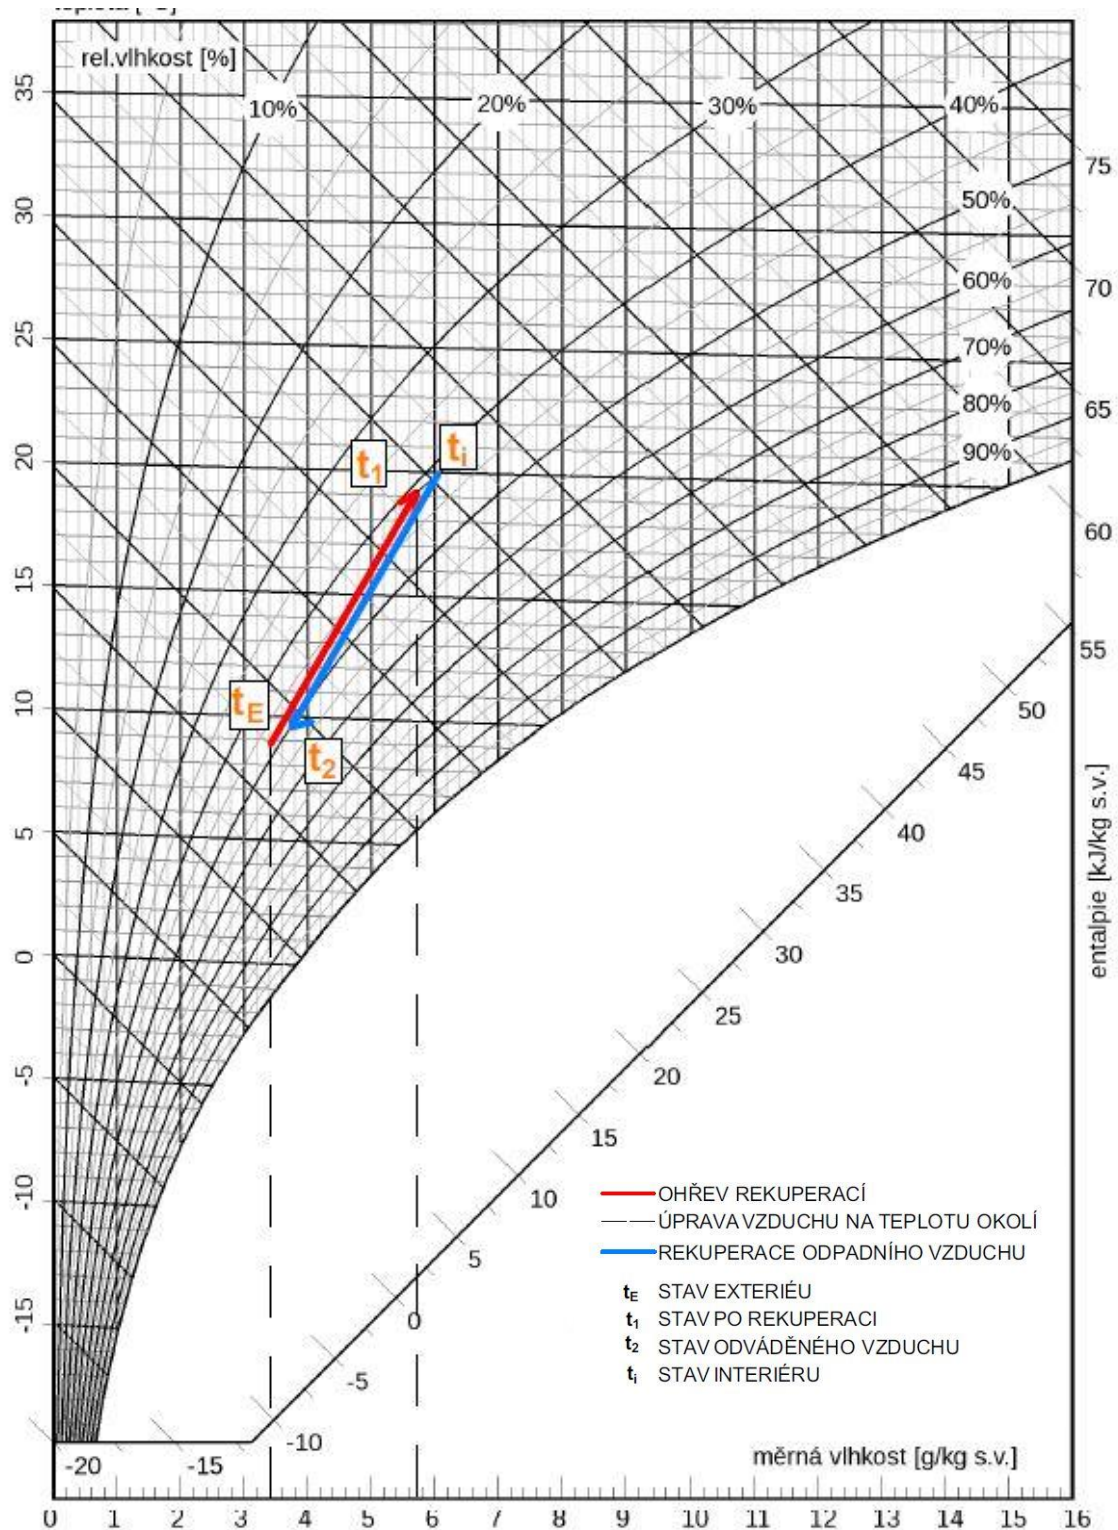 rel.vlhkost [%]
35
10%
20%
30%
40%
75
50%
30
60%
70
25
70%
80%
65
20
t1
ti
90%
60
15
55
tE
10
t2
50
45
5
40
35
0
30
25
-5
20
15
-10
10
5
-15
0
-5
-10
-20
-15
entalpie [kJ/kg s.v.]
OHŘEV REKUPERACÍ
ÚPRAVA VZDUCHU NA TEPLOTU OKOLÍ
REKUPERACE ODPADNÍHO VZDUCHU
tE STAV EXTERIÉU
t1 STAV PO REKUPERACI
t2 STAV ODVÁDĚNÉHO VZDUCHU
ti STAV INTERIÉRU
měrná vlhkost [g/kg s.v.]
0 1 2 3 4 5 6 7 8 9 10 11 12 13 14 15 16